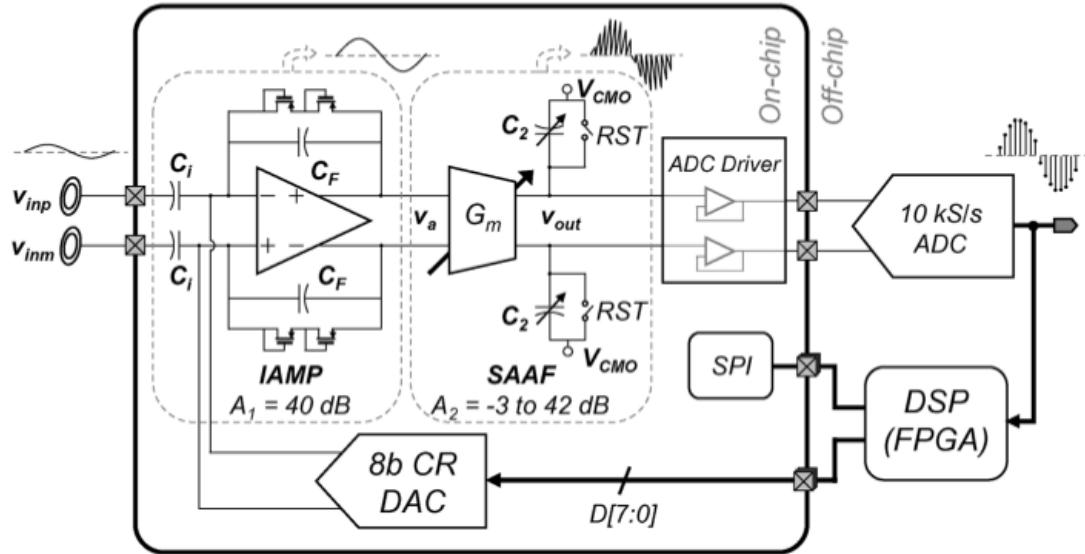 On-chip
Off-chip
V_CMO
C_2
RST
ADC Driver
C_i
C_F
v_inp
v_inm
v_a
G_m
v_out
10 kS/s
ADC
C_i
C_F
C_2
RST
V_CMO
IAMP
A_1 = 40 dB
SAAF
A_2 = -3 to 42 dB
SPI
DSP
(FPGA)
8b CR
DAC
D[7:0]
− +
+ −